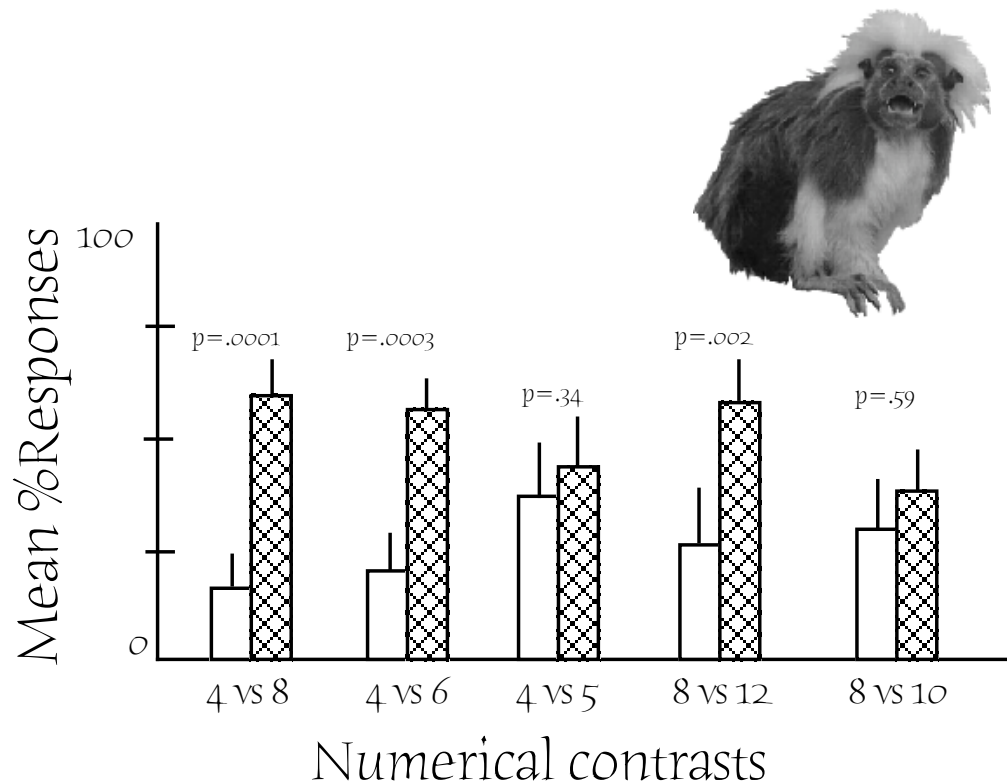 100
Mean %Responses
0
p=.0001
p=.0003
p=.34
p=.002
p=.59
4 vs 8
4 vs 6
4 vs 5
8 vs 12
8 vs 10
Numerical contrasts